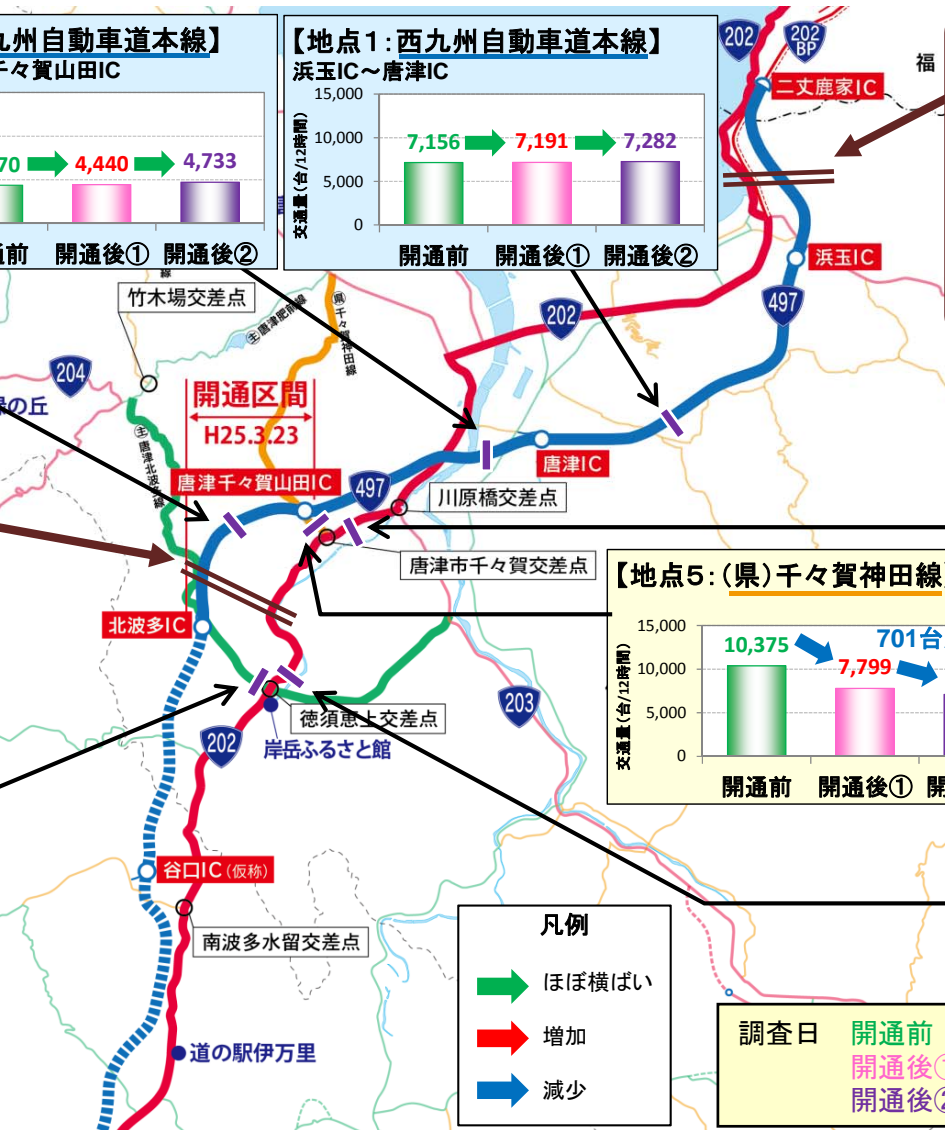 九州自動車道本線】
千々賀山田IC
70
4,440
4,733
開通後①
開通後②
【地点1:西九州自動車道本線】
浜玉IC～唐津IC
交通量(台/12時間)
15,000
10,000
5,000
0
7,156
7,191
7,282
開通前
開通後①
開通後②
202
202
BP
福
二丈鹿家IC
浜玉IC
497
202
竹木場交差点
(主)唐津肥前線
(県)千々賀神田線
204
の丘
開通区間
H25.3.23
(主)唐津北波多線
唐津千々賀山田IC
497
唐津IC
川原橋交差点
唐津市千々賀交差点
北波多IC
【地点5:(県)千々賀神田線】
交通量(台/12時間)
15,000
10,000
5,000
0
10,375
7,799
701台
開通前
開通後①
開
徳須恵上交差点
岸岳ふるさと館
202
203
谷口IC(仮称)
南波多水留交差点
道の駅伊万里
凡例
ほぼ横ばい
増加
減少
調査日
開通前
開通後①
開通後②